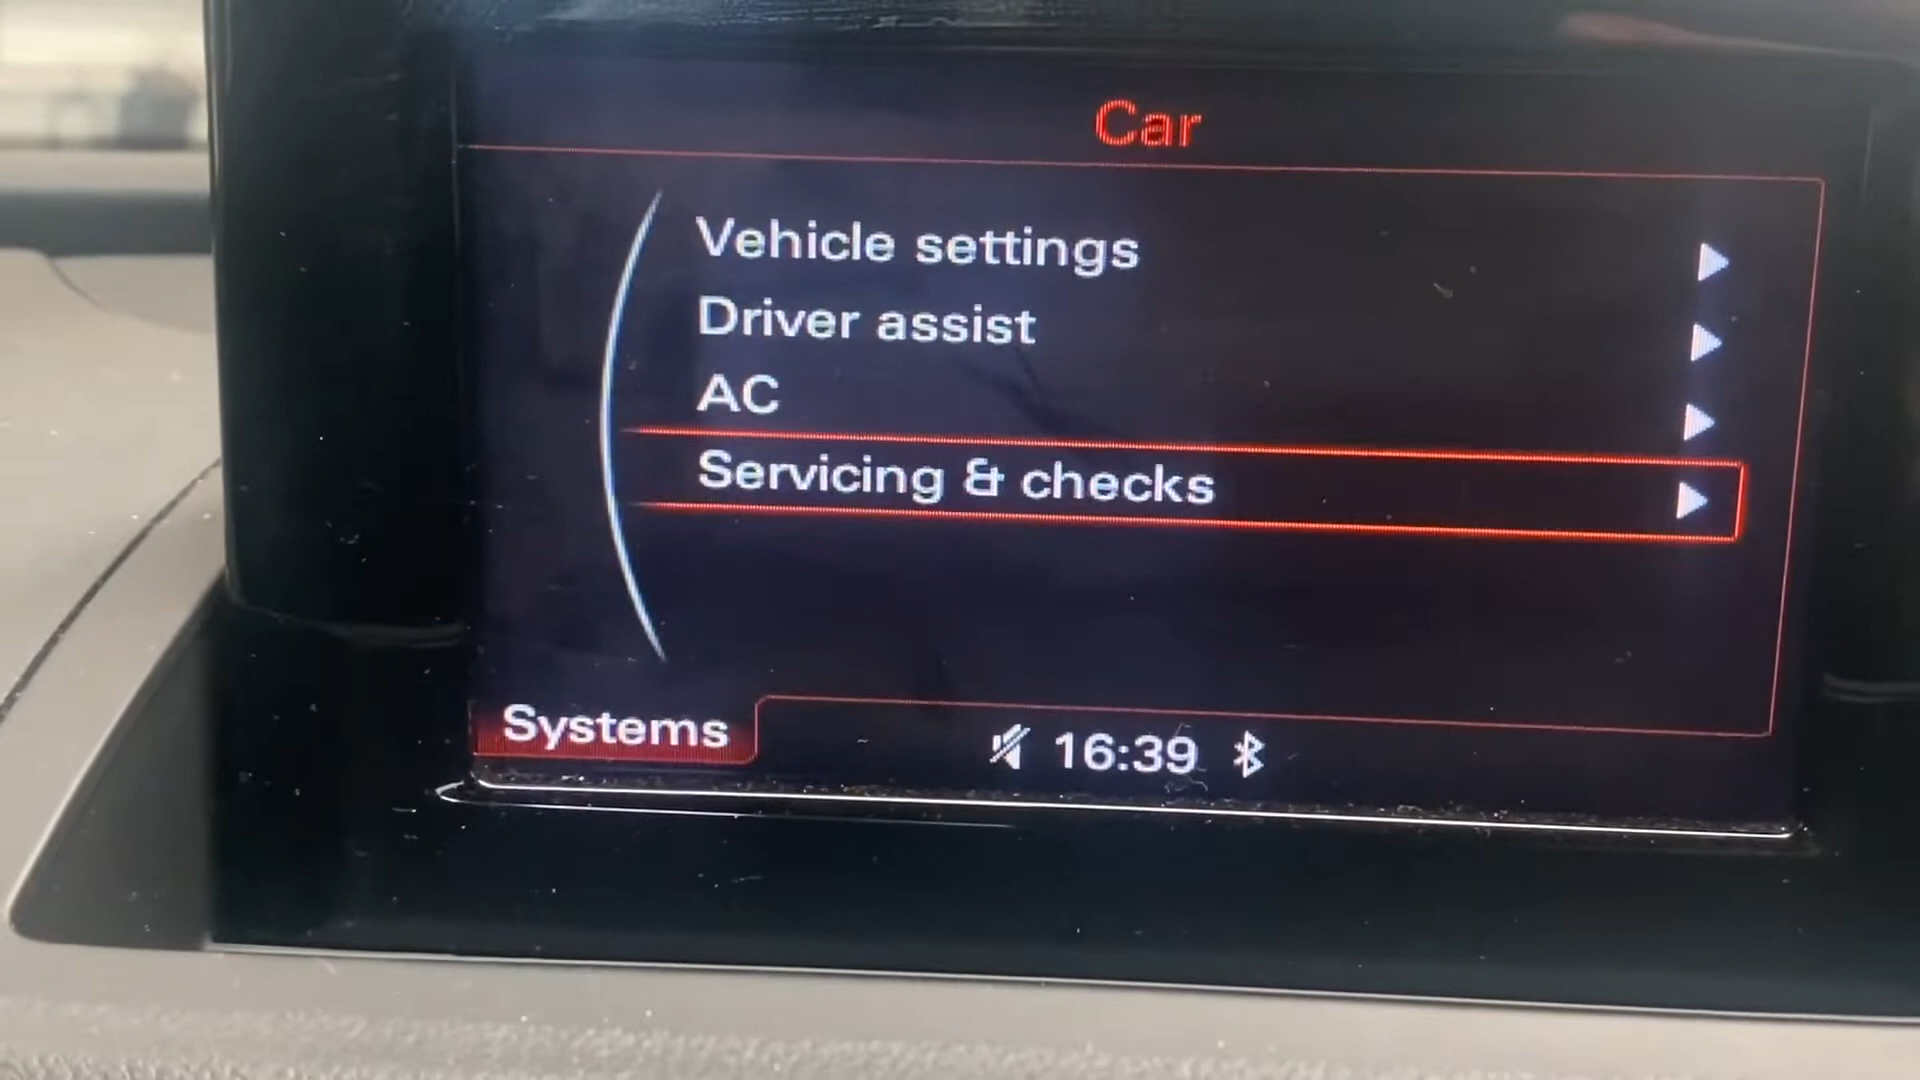 Car
Vehicle settings
Driver assist
AC
Servicing & checks
Systems
16:39